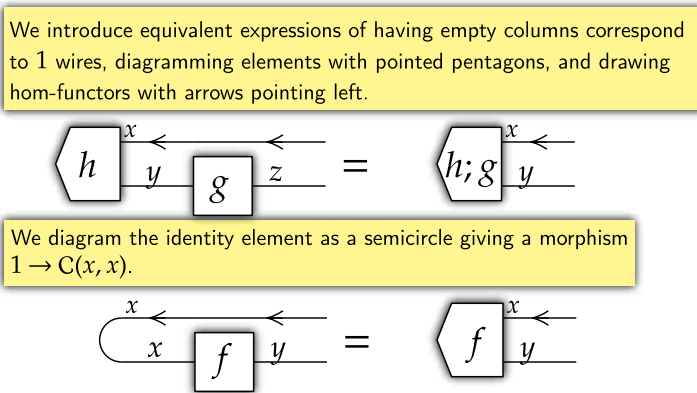 We introduce equivalent expressions of having empty columns correspond
to 1 wires, diagramming elements with pointed pentagons, and drawing
hom-functors with arrows pointing left.
x x
h y g z = h; g y
We diagram the identity element as a semicircle giving a morphism
1 → C(x, x).
x x
x f y = f y